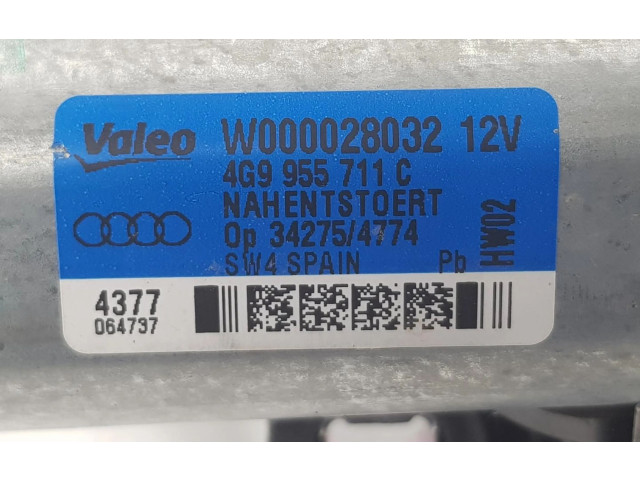 Valeo W000028032 12V
4G9 955 711 C
NAHENTSTOERT
Op 34275/4774
SW4 SPAIN Pb
HW02
4377
064737